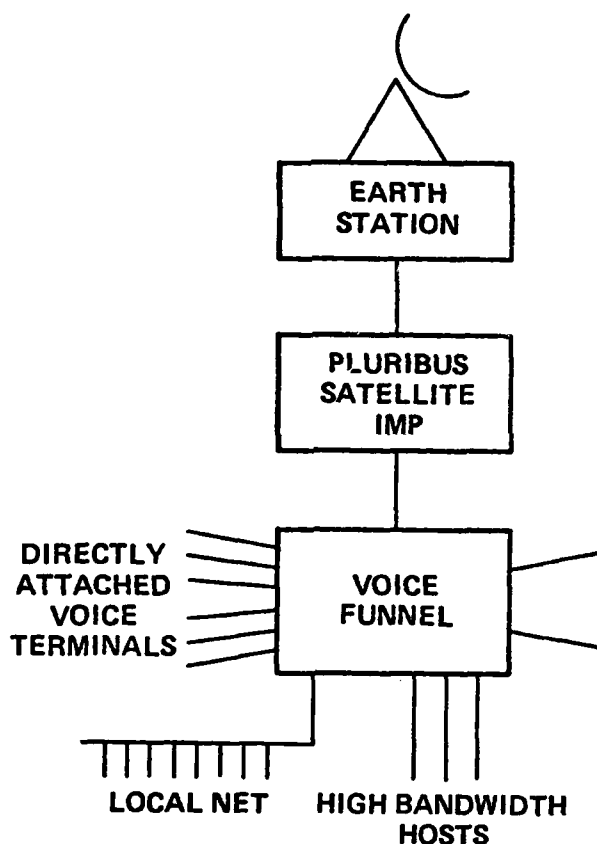 EARTH
STATION
PLURIBUS
SATELLITE
IMP
DIRECTLY
ATTACHED
VOICE
TERMINALS
VOICE
FUNNEL
LOCAL NET
HIGH BANDWIDTH
HOSTS